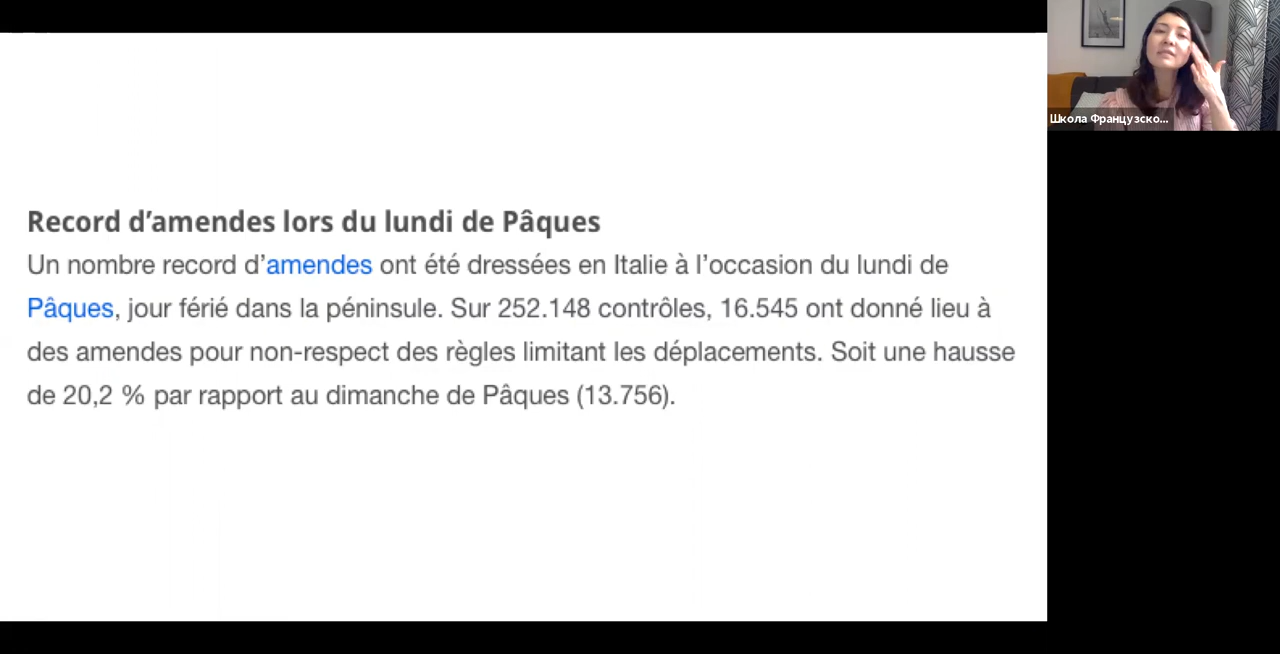 Record d’amendes lors du lundi de Pâques
Un nombre record d’amendes ont été dressées en Italie à l’occasion du lundi de
Pâques, jour férié dans la péninsule. Sur 252.148 contrôles, 16.545 ont donné lieu à
des amendes pour non-respect des règles limitant les déplacements. Soit une hausse
de 20,2 % par rapport au dimanche de Pâques (13.756).
Школа Французско...